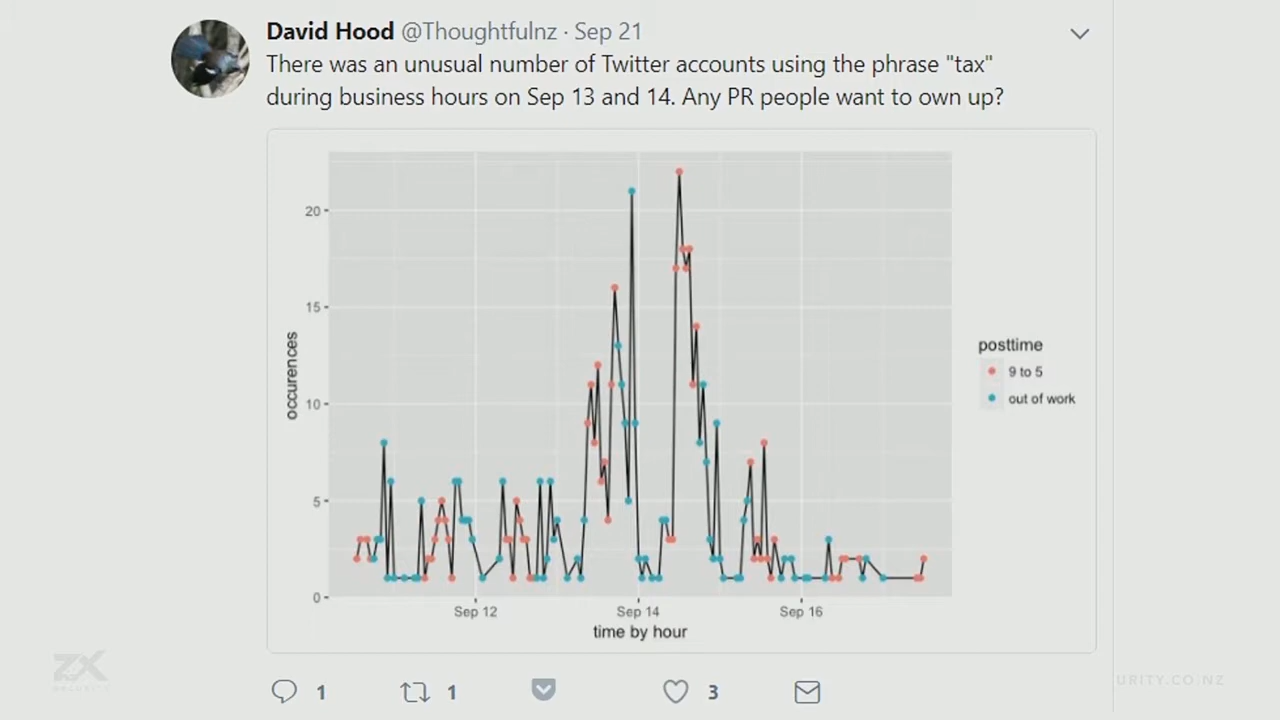 David Hood @Thoughtfulnz · Sep 21
There was an unusual number of Twitter accounts using the phrase "tax"
during business hours on Sep 13 and 14. Any PR people want to own up?
20
15
10
5
0
occurences
Sep 12 Sep 14 Sep 16
time by hour
posttime
9 to 5
out of work
ZX
1 1 3
URITY.CO.NZ